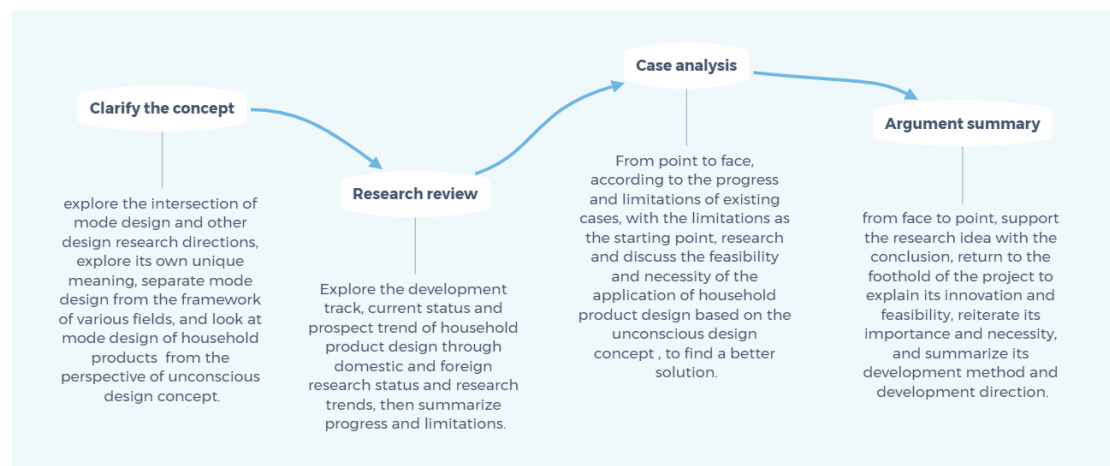 Clarify the concept
explore the intersection of
mode design and other
design research directions,
explore its own unique
meaning, separate mode
design from the framework
of various fields, and look at
mode design of household
products from the
perspective of unconscious
design concept.
Research review
Explore the development
track, current status and
prospect trend of household
product design through
domestic and foreign
research status and research
trends, then summarize
progress and limitations.
Case analysis
From point to face,
according to the progress
and limitations of existing
cases, with the limitations as
the starting point, research
and discuss the feasibility
and necessity of the
application of household
product design based on the
unconscious design
concept , to find a better
solution.
Argument summary
from face to point, support
the research idea with the
conclusion, return to the
foothold of the project to
explain its innovation and
feasibility, reiterate its
importance and necessity,
and summarize its
development method and
development direction.